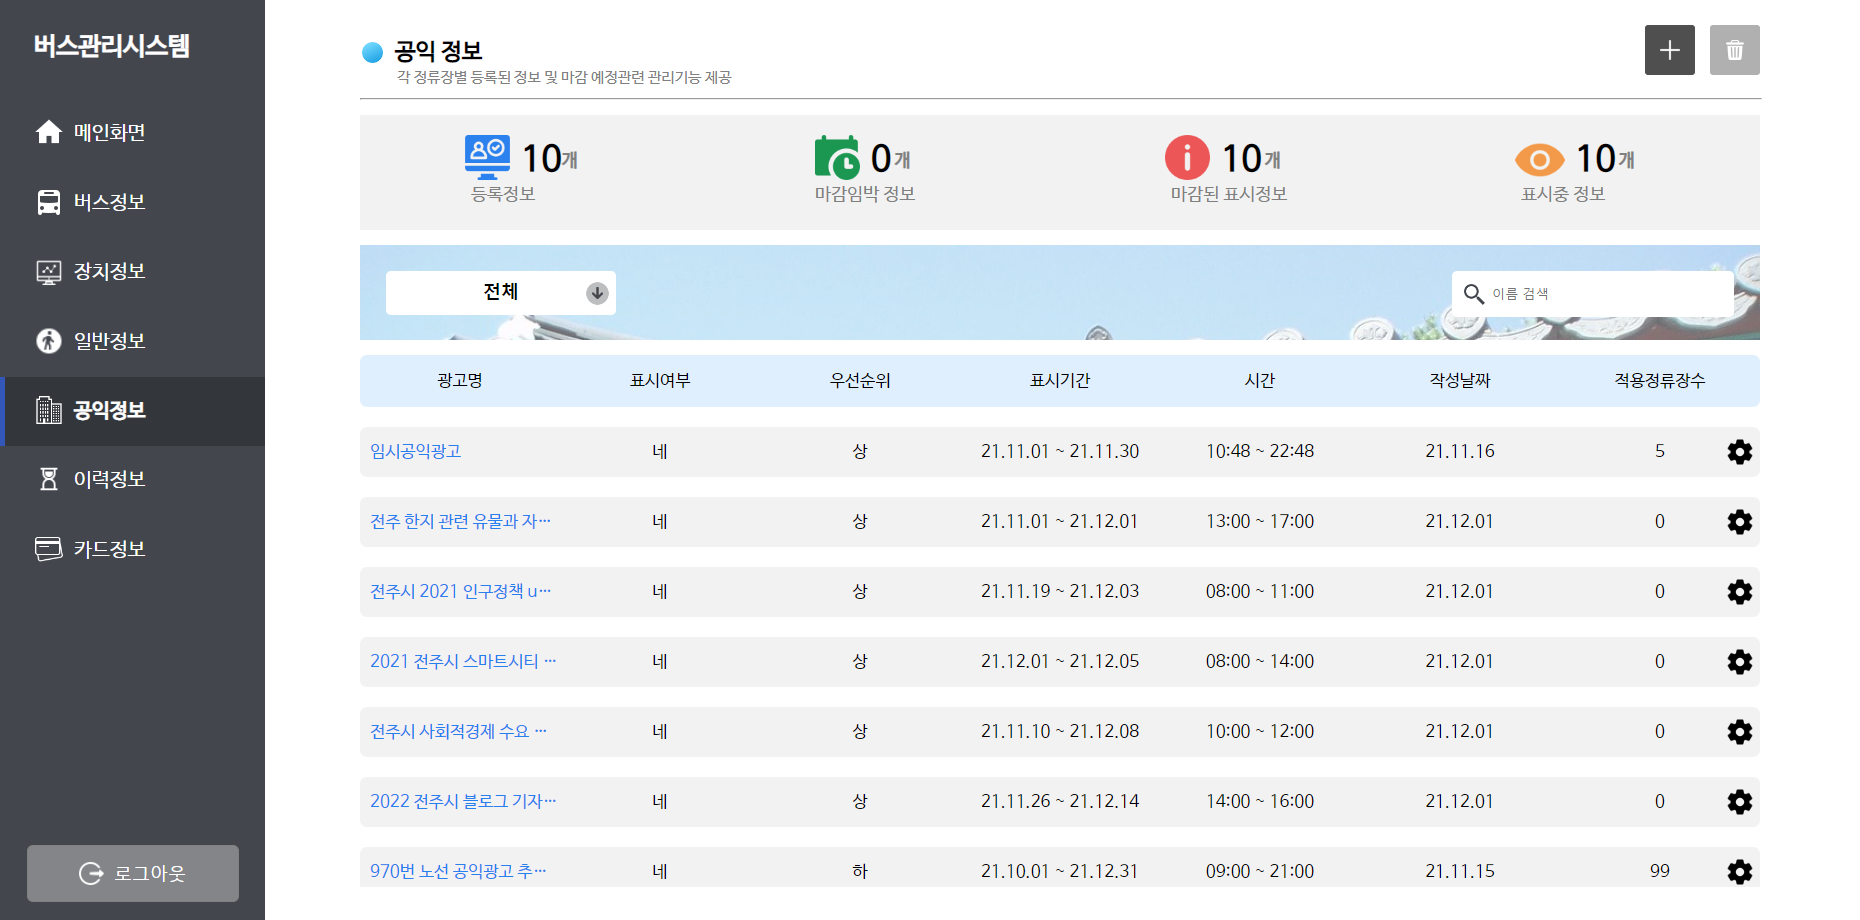 버스관리시스템
메인화면
버스정보
장치정보
일반정보
공익정보
이력정보
카드정보
로그아웃
공익 정보
각 정류장별 등록된 정보 및 마감 예정관련 관리기능 제공
10개
등록정보
0개
마감임박 정보
10개
마감된 표시정보
10개
표시중 정보
전체
이름 검색
광고명 표시여부 우선순위 표시기간 시간 작성날짜 적용정류장수
임시공익광고 네 상 21.11.01 ~ 21.11.30 10:48 ~ 22:48 21.11.16 5
전주 한지 관련 유물과 자… 네 상 21.11.01 ~ 21.12.01 13:00 ~ 17:00 21.12.01 0
전주시 2021 인구정책 u… 네 상 21.11.19 ~ 21.12.03 08:00 ~ 11:00 21.12.01 0
2021 전주시 스마트시티 … 네 상 21.12.01 ~ 21.12.05 08:00 ~ 14:00 21.12.01 0
전주시 사회적경제 수요 … 네 상 21.11.10 ~ 21.12.08 10:00 ~ 12:00 21.12.01 0
2022 전주시 블로그 기자… 네 상 21.11.26 ~ 21.12.14 14:00 ~ 16:00 21.12.01 0
970번 노선 공익광고 추… 네 하 21.10.01 ~ 21.12.31 09:00 ~ 21:00 21.11.15 99